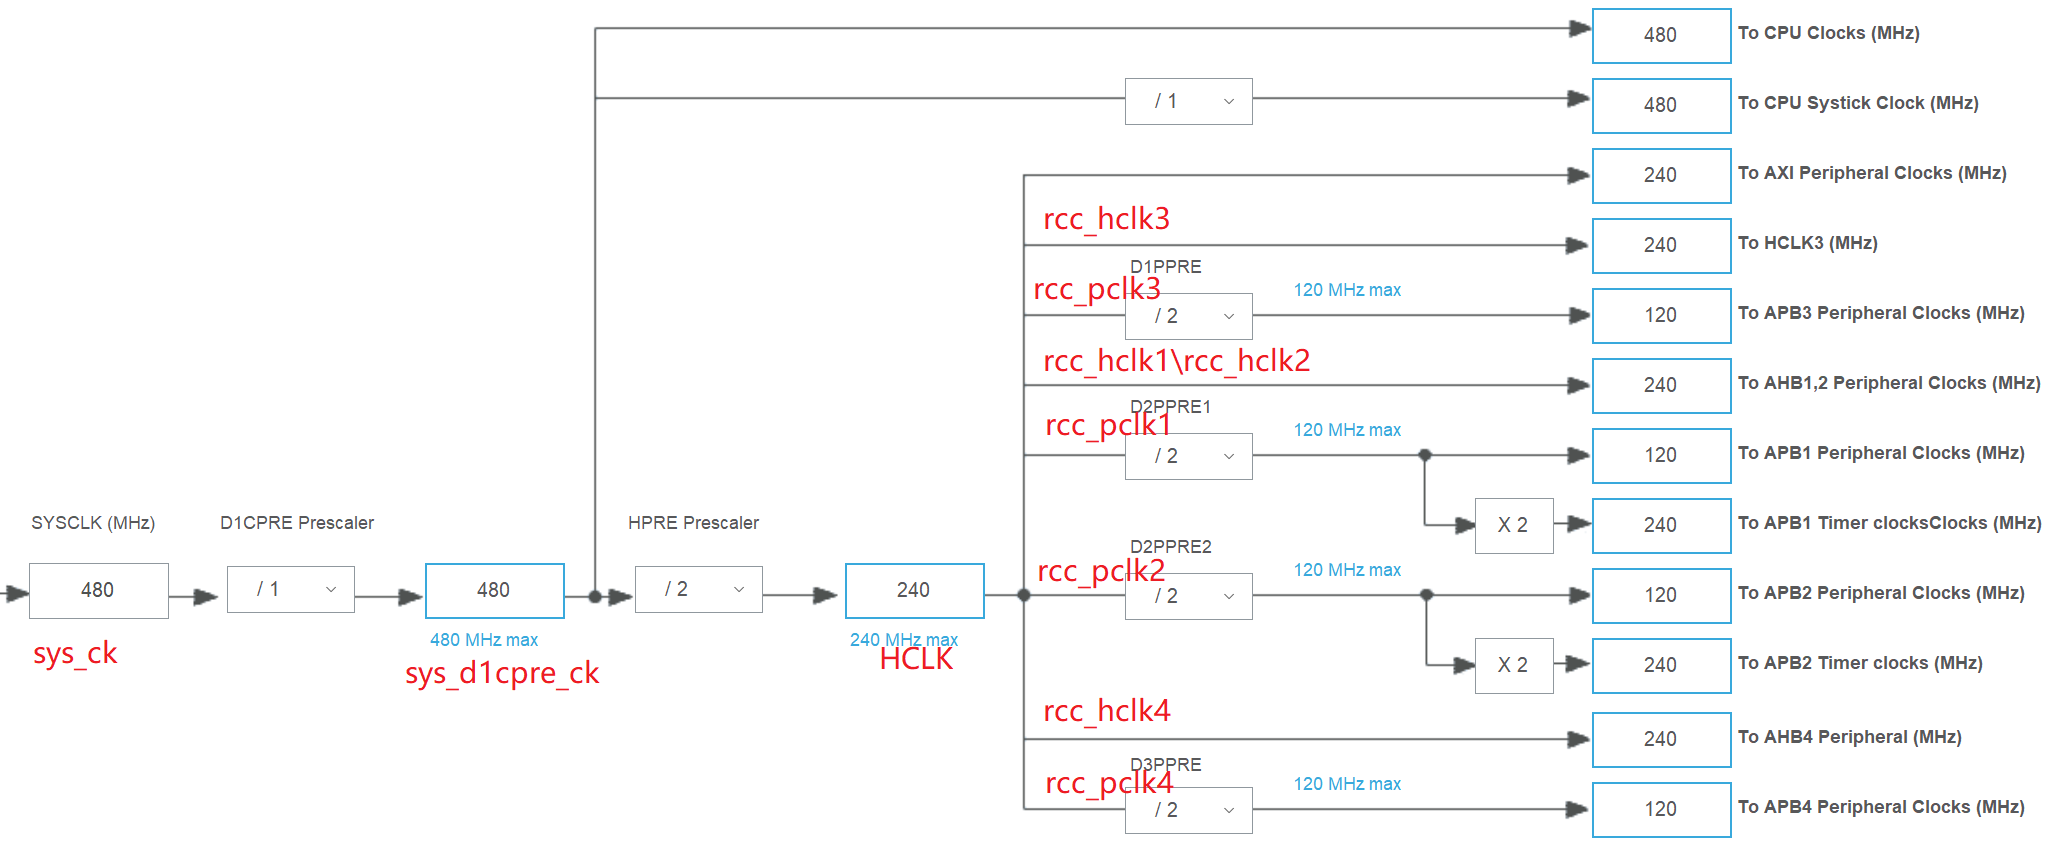 480 To CPU Clocks (MHz)
/ 1 480 To CPU Systick Clock (MHz)
240 To AXI Peripheral Clocks (MHz)
rcc_hclk3
240 To HCLK3 (MHz)
D1PPRE
rcc_pclk3 120 MHz max
/ 2 120 To APB3 Peripheral Clocks (MHz)
rcc_hclk1\rcc_hclk2
240 To AHB1,2 Peripheral Clocks (MHz)
D2PPRE1
rcc_pclk1 120 MHz max
/ 2 120 To APB1 Peripheral Clocks (MHz)
X 2 240 To APB1 Timer clocksClocks (MHz)
SYSCLK (MHz) D1CPRE Prescaler HPRE Prescaler
D2PPRE2
rcc_pclk2 120 MHz max
480 / 1 480 / 2 240 / 2 120 To APB2 Peripheral Clocks (MHz)
480 MHz max 240 MHz max
sys_ck sys_d1cpre_ck HCLK
X 2 240 To APB2 Timer clocks (MHz)
rcc_hclk4
240 To AHB4 Peripheral (MHz)
D3PPRE
rcc_pclk4 120 MHz max
/ 2 120 To APB4 Peripheral Clocks (MHz)